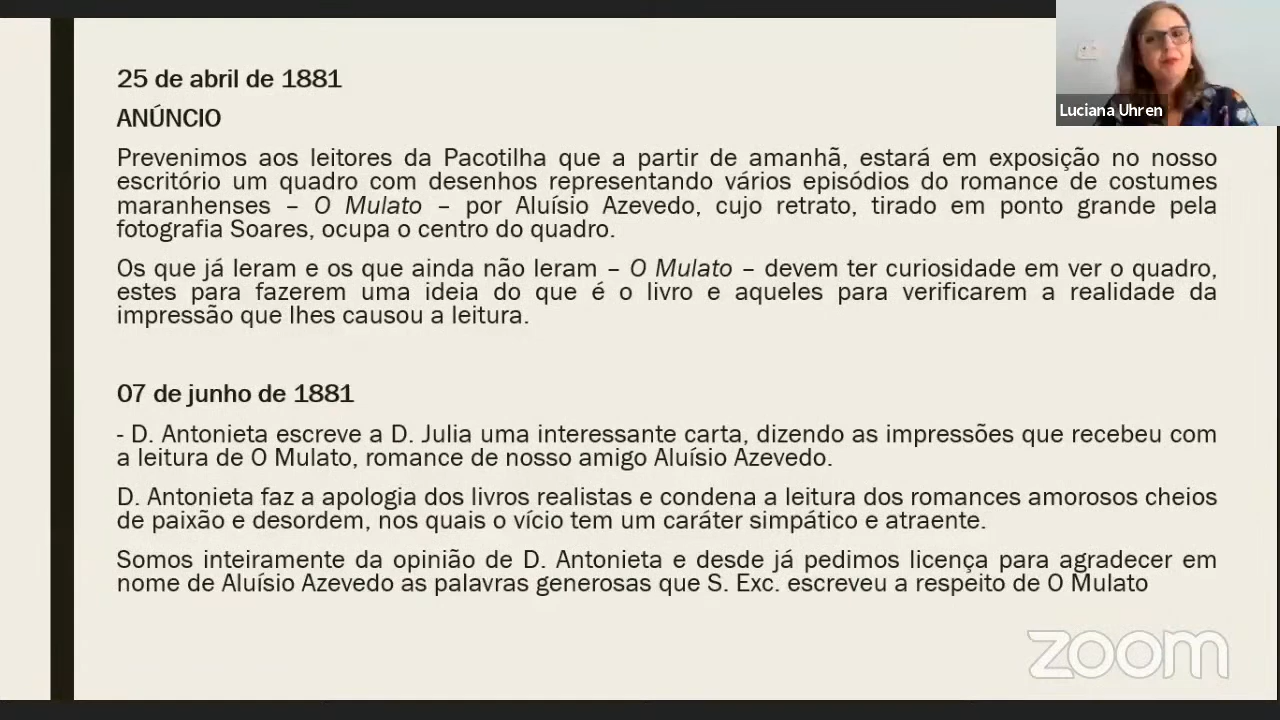 25 de abril de 1881
ANÚNCIO
Prevenimos aos leitores da Pacotilha que a partir de amanhã, estará em exposição no nosso
escritório um quadro com desenhos representando vários episódios do romance de costumes
maranhenses – O Mulato – por Aluísio Azevedo, cujo retrato, tirado em ponto grande pela
fotografia Soares, ocupa o centro do quadro.
Os que já leram e os que ainda não leram – O Mulato – devem ter curiosidade em ver o quadro,
estes para fazerem uma ideia do que é o livro e aqueles para verificarem a realidade da
impressão que lhes causou a leitura.
07 de junho de 1881
- D. Antonieta escreve a D. Julia uma interessante carta, dizendo as impressões que recebeu com
a leitura de O Mulato, romance de nosso amigo Aluísio Azevedo.
D. Antonieta faz a apologia dos livros realistas e condena a leitura dos romances amorosos cheios
de paixão e desordem, nos quais o vício tem um caráter simpático e atraente.
Somos inteiramente da opinião de D. Antonieta e desde já pedimos licença para agradecer em
nome de Aluísio Azevedo as palavras generosas que S. Exc. escreveu a respeito de O Mulato
Luciana Uhren
zoom